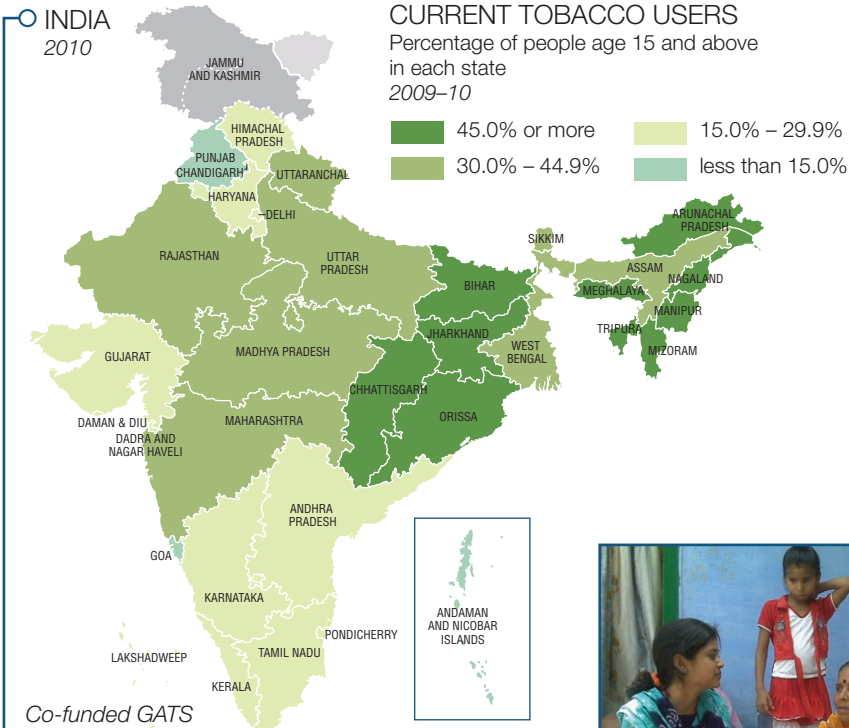 INDIA
2010
CURRENT TOBACCO USERS
Percentage of people age 15 and above
in each state
2009–10
45.0% or more
15.0% – 29.9%
30.0% – 44.9%
less than 15.0%
JAMMU
AND KASHMIR
HIMACHAL
PRADESH
PUNJAB
CHANDIGARH
UTTARANCHAL
HARYANA
DELHI
RAJASTHAN
UTTAR
PRADESH
SIKKIM
ARUNACHAL
PRADESH
ASSAM
NAGALAND
MEGHALAYA
MANIPUR
TRIPURA
MIZORAM
BIHAR
JHARKHAND
WEST
BENGAL
GUJARAT
MADHYA PRADESH
CHHATTISGARH
ORISSA
DAMAN & DIU
DADRA AND
NAGAR HAVELI
MAHARASHTRA
ANDHRA
PRADESH
GOA
KARNATAKA
ANDAMAN
AND NICOBAR
ISLANDS
PONDICHERRY
LAKSHADWEEP
TAMIL NADU
KERALA
Co-funded GATS